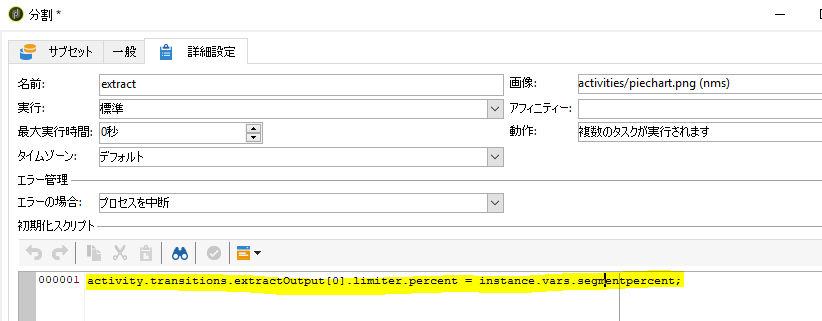 分割 *
サブセット 一般 詳細設定
名前: extract 画像: activities/piechart.png (nms)
実行: 標準 アフィニティー:
最大実行時間: 0秒 動作: 複数のタスクが実行されます
タイムゾーン: デフォルト
エラー管理
エラーの場合: プロセスを中断
初期化スクリプト
000001 activity.transitions.extractOutput[0].limiter.percent = instance.vars.segmentpercent;